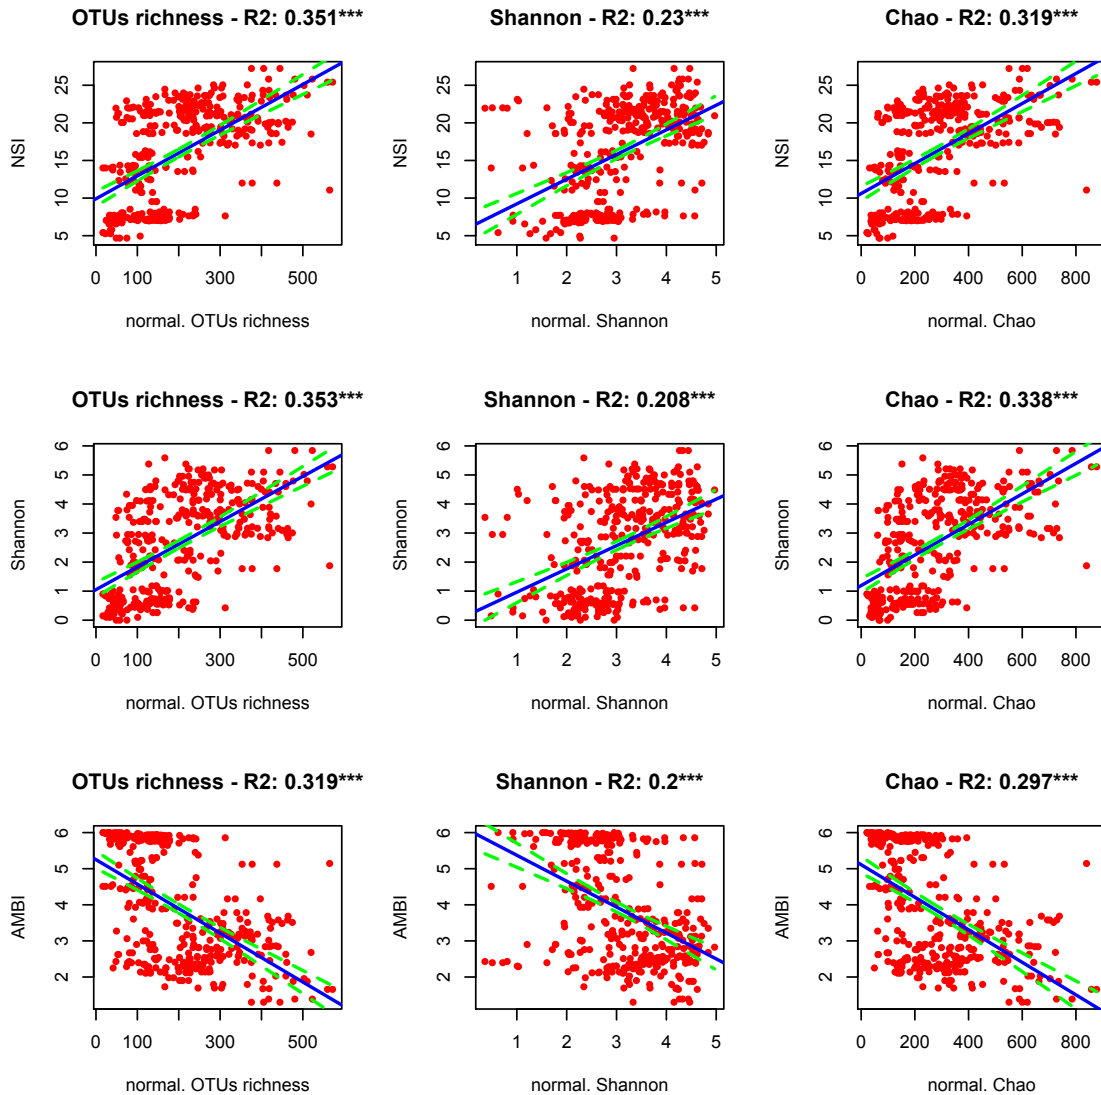 OTUs richness - R2: 0.351***
Shannon - R2: 0.23***
Chao - R2: 0.319***
NSI
5 10 15 20 25
0 100 300 500
normal. OTUs richness
NSI
5 10 15 20 25
1 2 3 4 5
normal. Shannon
NSI
5 10 15 20 25
0 200 400 600 800
normal. Chao
OTUs richness - R2: 0.353***
Shannon - R2: 0.208***
Chao - R2: 0.338***
Shannon
0 1 2 3 4 5 6
0 100 300 500
normal. OTUs richness
Shannon
0 1 2 3 4 5 6
1 2 3 4 5
normal. Shannon
Shannon
0 1 2 3 4 5 6
0 200 400 600 800
normal. Chao
OTUs richness - R2: 0.319***
Shannon - R2: 0.2***
Chao - R2: 0.297***
AMBI
2 3 4 5 6
0 100 300 500
normal. OTUs richness
AMBI
2 3 4 5 6
1 2 3 4 5
normal. Shannon
AMBI
2 3 4 5 6
0 200 400 600 800
normal. Chao